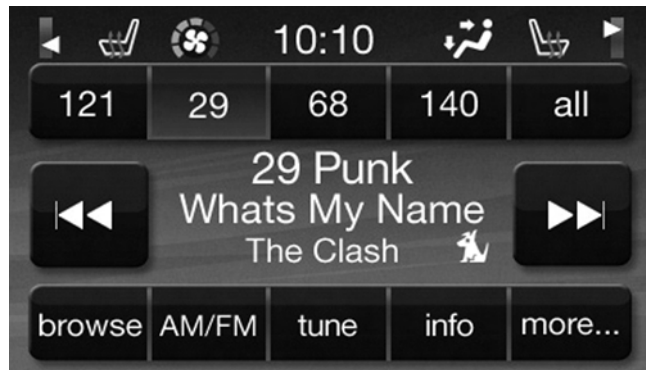 10:10
121 29 68 140 all
29 Punk
Whats My Name
The Clash
browse AM/FM tune info more...